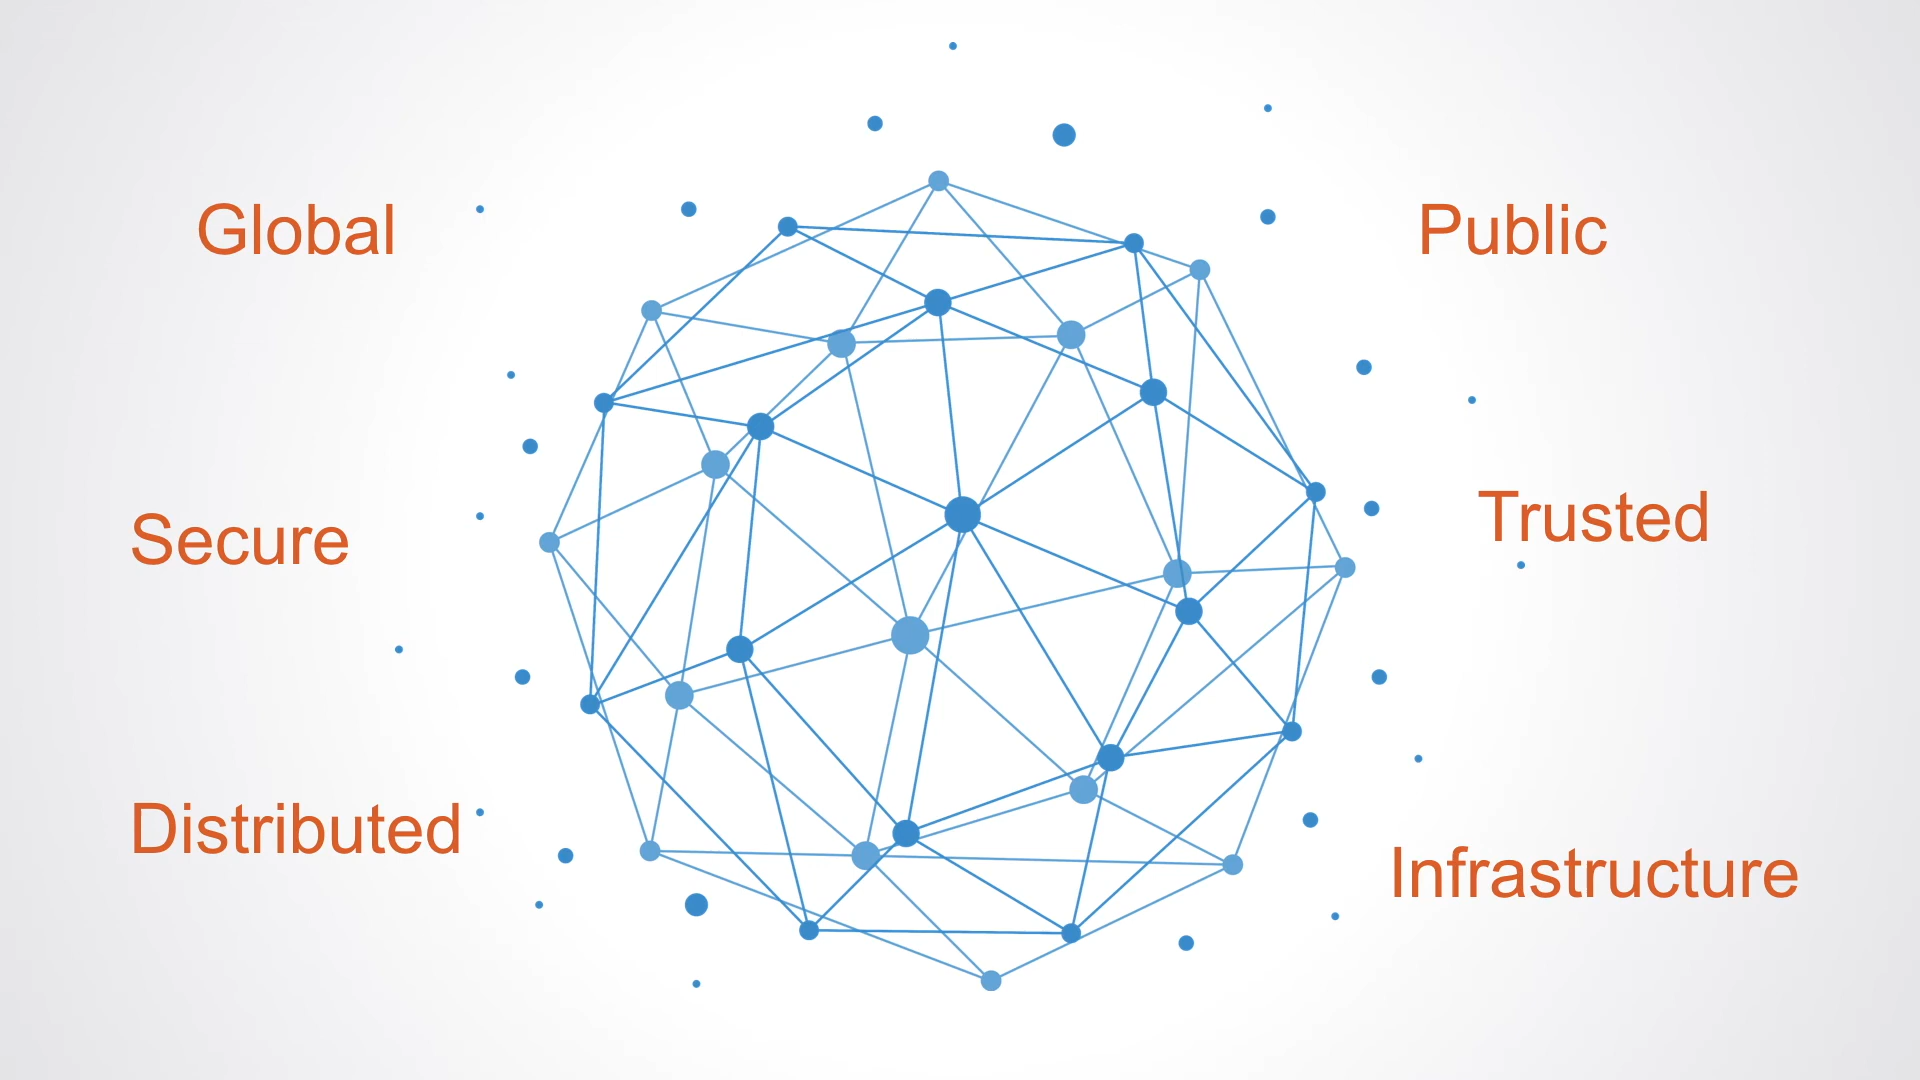 Global
Public
Secure
Trusted
Distributed
Infrastructure